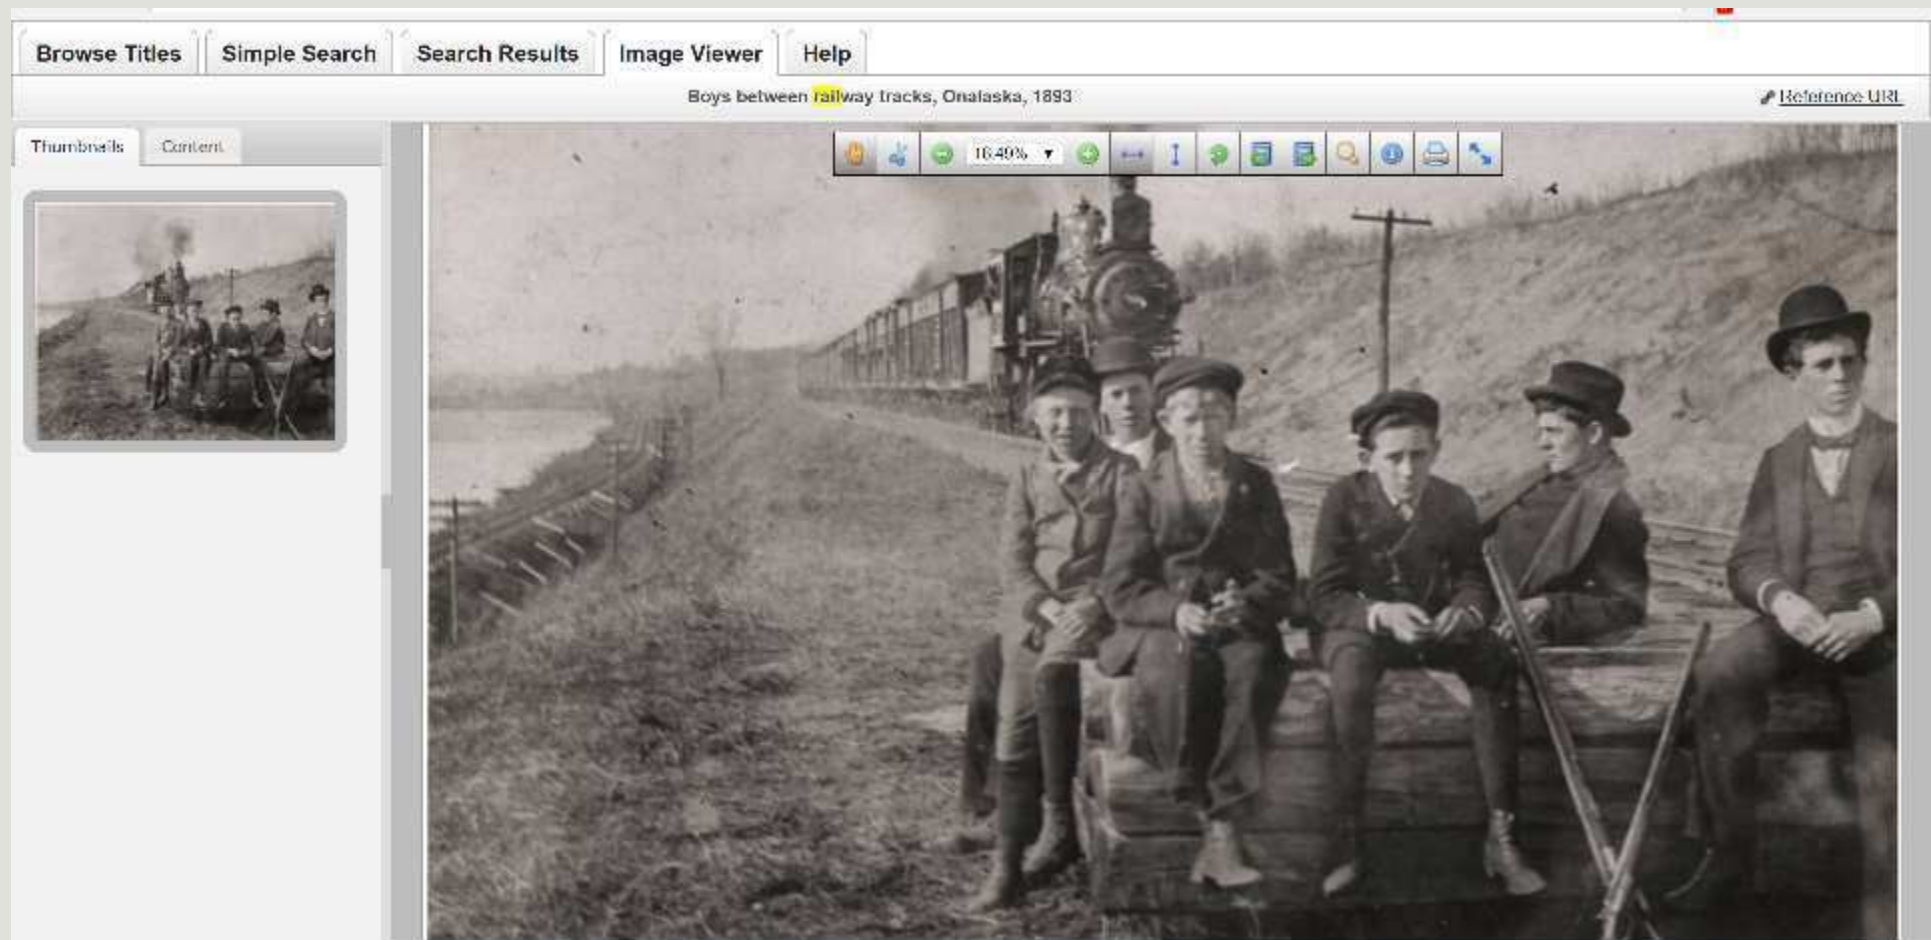 Browse Titles Simple Search Search Results Image Viewer Help
Boys between railway tracks, Onalaska, 1893
Reference URL
Thumbnails Content
16.49%